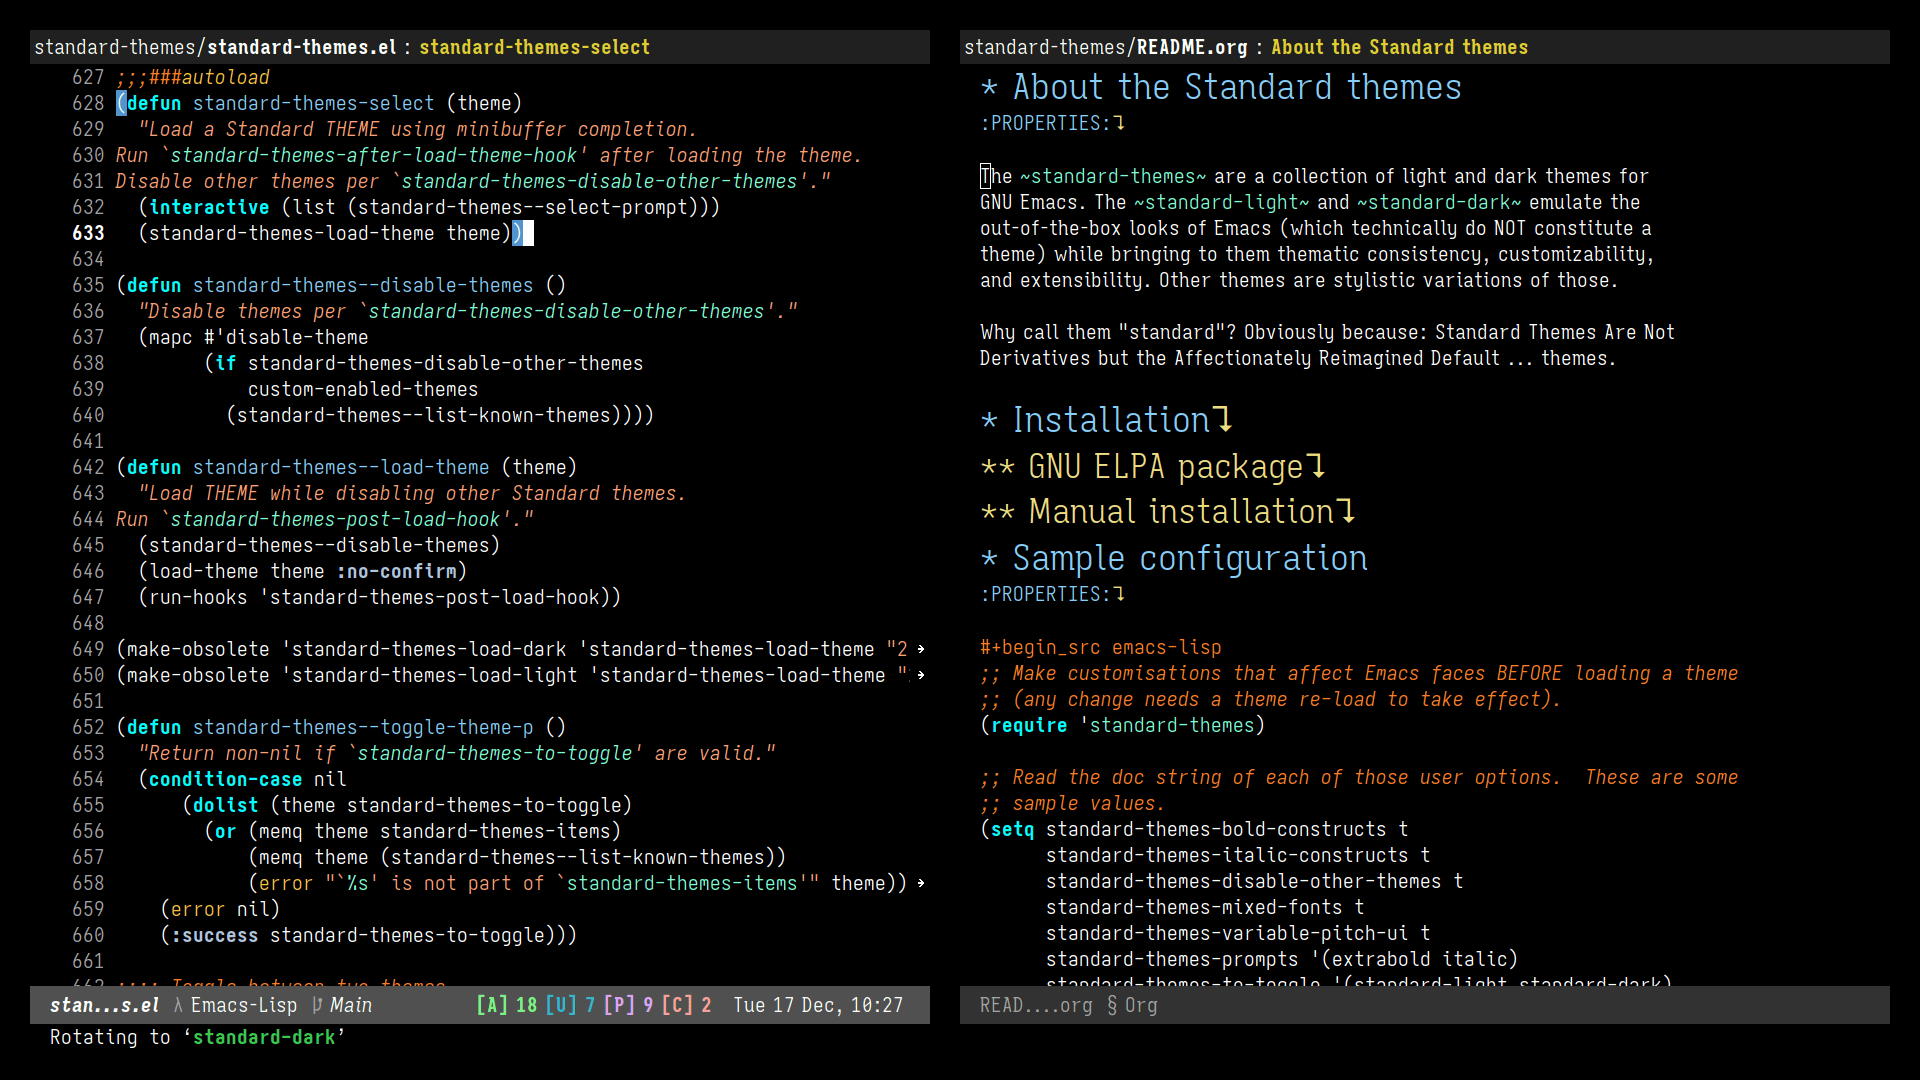 standard-themes/standard-themes.el : standard-themes-select
627 ;;;###autoload
628 (defun standard-themes-select (theme)
629   "Load a Standard THEME using minibuffer completion.
630 Run `standard-themes-after-load-theme-hook' after loading the theme.
631 Disable other themes per `standard-themes-disable-other-themes'."
632   (interactive (list (standard-themes--select-prompt)))
633   (standard-themes-load-theme theme))
634
635 (defun standard-themes--disable-themes ()
636   "Disable themes per `standard-themes-disable-other-themes'."
637   (mapc #'disable-theme
638         (if standard-themes-disable-other-themes
639             custom-enabled-themes
640           (standard-themes--list-known-themes))))
641
642 (defun standard-themes--load-theme (theme)
643   "Load THEME while disabling other Standard themes.
644 Run `standard-themes-post-load-hook'."
645   (standard-themes--disable-themes)
646   (load-theme theme :no-confirm)
647   (run-hooks 'standard-themes-post-load-hook))
648
649 (make-obsolete 'standard-themes-load-dark 'standard-themes-load-theme "2
650 (make-obsolete 'standard-themes-load-light 'standard-themes-load-theme "
651
652 (defun standard-themes--toggle-theme-p ()
653   "Return non-nil if `standard-themes-to-toggle' are valid."
654   (condition-case nil
655       (dolist (theme standard-themes-to-toggle)
656         (or (memq theme standard-themes-items)
657             (memq theme (standard-themes--list-known-themes))
658             (error "`%s' is not part of `standard-themes-items'" theme))
659     (error nil)
660     (:success standard-themes-to-toggle)))
661
662 ;;;; Toggle between two themes
stan...s.el λ Emacs-Lisp Main [A] 18 [U] 7 [P] 9 [C] 2 Tue 17 Dec, 10:27
Rotating to ‘standard-dark’
standard-themes/README.org : About the Standard themes
* About the Standard themes
:PROPERTIES:↴
The ~standard-themes~ are a collection of light and dark themes for
GNU Emacs. The ~standard-light~ and ~standard-dark~ emulate the
out-of-the-box looks of Emacs (which technically do NOT constitute a
theme) while bringing to them thematic consistency, customizability,
and extensibility. Other themes are stylistic variations of those.
Why call them "standard"? Obviously because: Standard Themes Are Not
Derivatives but the Affectionately Reimagined Default ... themes.
* Installation↴
** GNU ELPA package↴
** Manual installation↴
* Sample configuration
:PROPERTIES:↴
#+begin_src emacs-lisp
;; Make customisations that affect Emacs faces BEFORE loading a theme
;; (any change needs a theme re-load to take effect).
(require 'standard-themes)
;; Read the doc string of each of those user options.  These are some
;; sample values.
(setq standard-themes-bold-constructs t
      standard-themes-italic-constructs t
      standard-themes-disable-other-themes t
      standard-themes-mixed-fonts t
      standard-themes-variable-pitch-ui t
      standard-themes-prompts '(extrabold italic)
      standard-themes-to-toggle '(standard-light standard-dark)
READ....org § Org